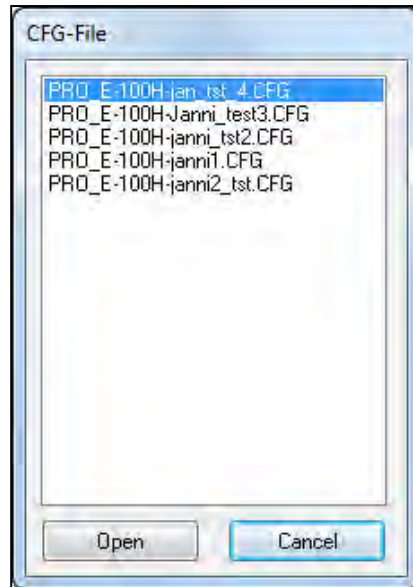 CFG-File
PRO_E-100H-jan_tst_4.CFG
PRO_E-100H-Janni_test3.CFG
PRO_E-100H-janni_tst2.CFG
PRO_E-100H-janni1.CFG
PRO_E-100H-janni2_tst.CFG
Open
Cancel